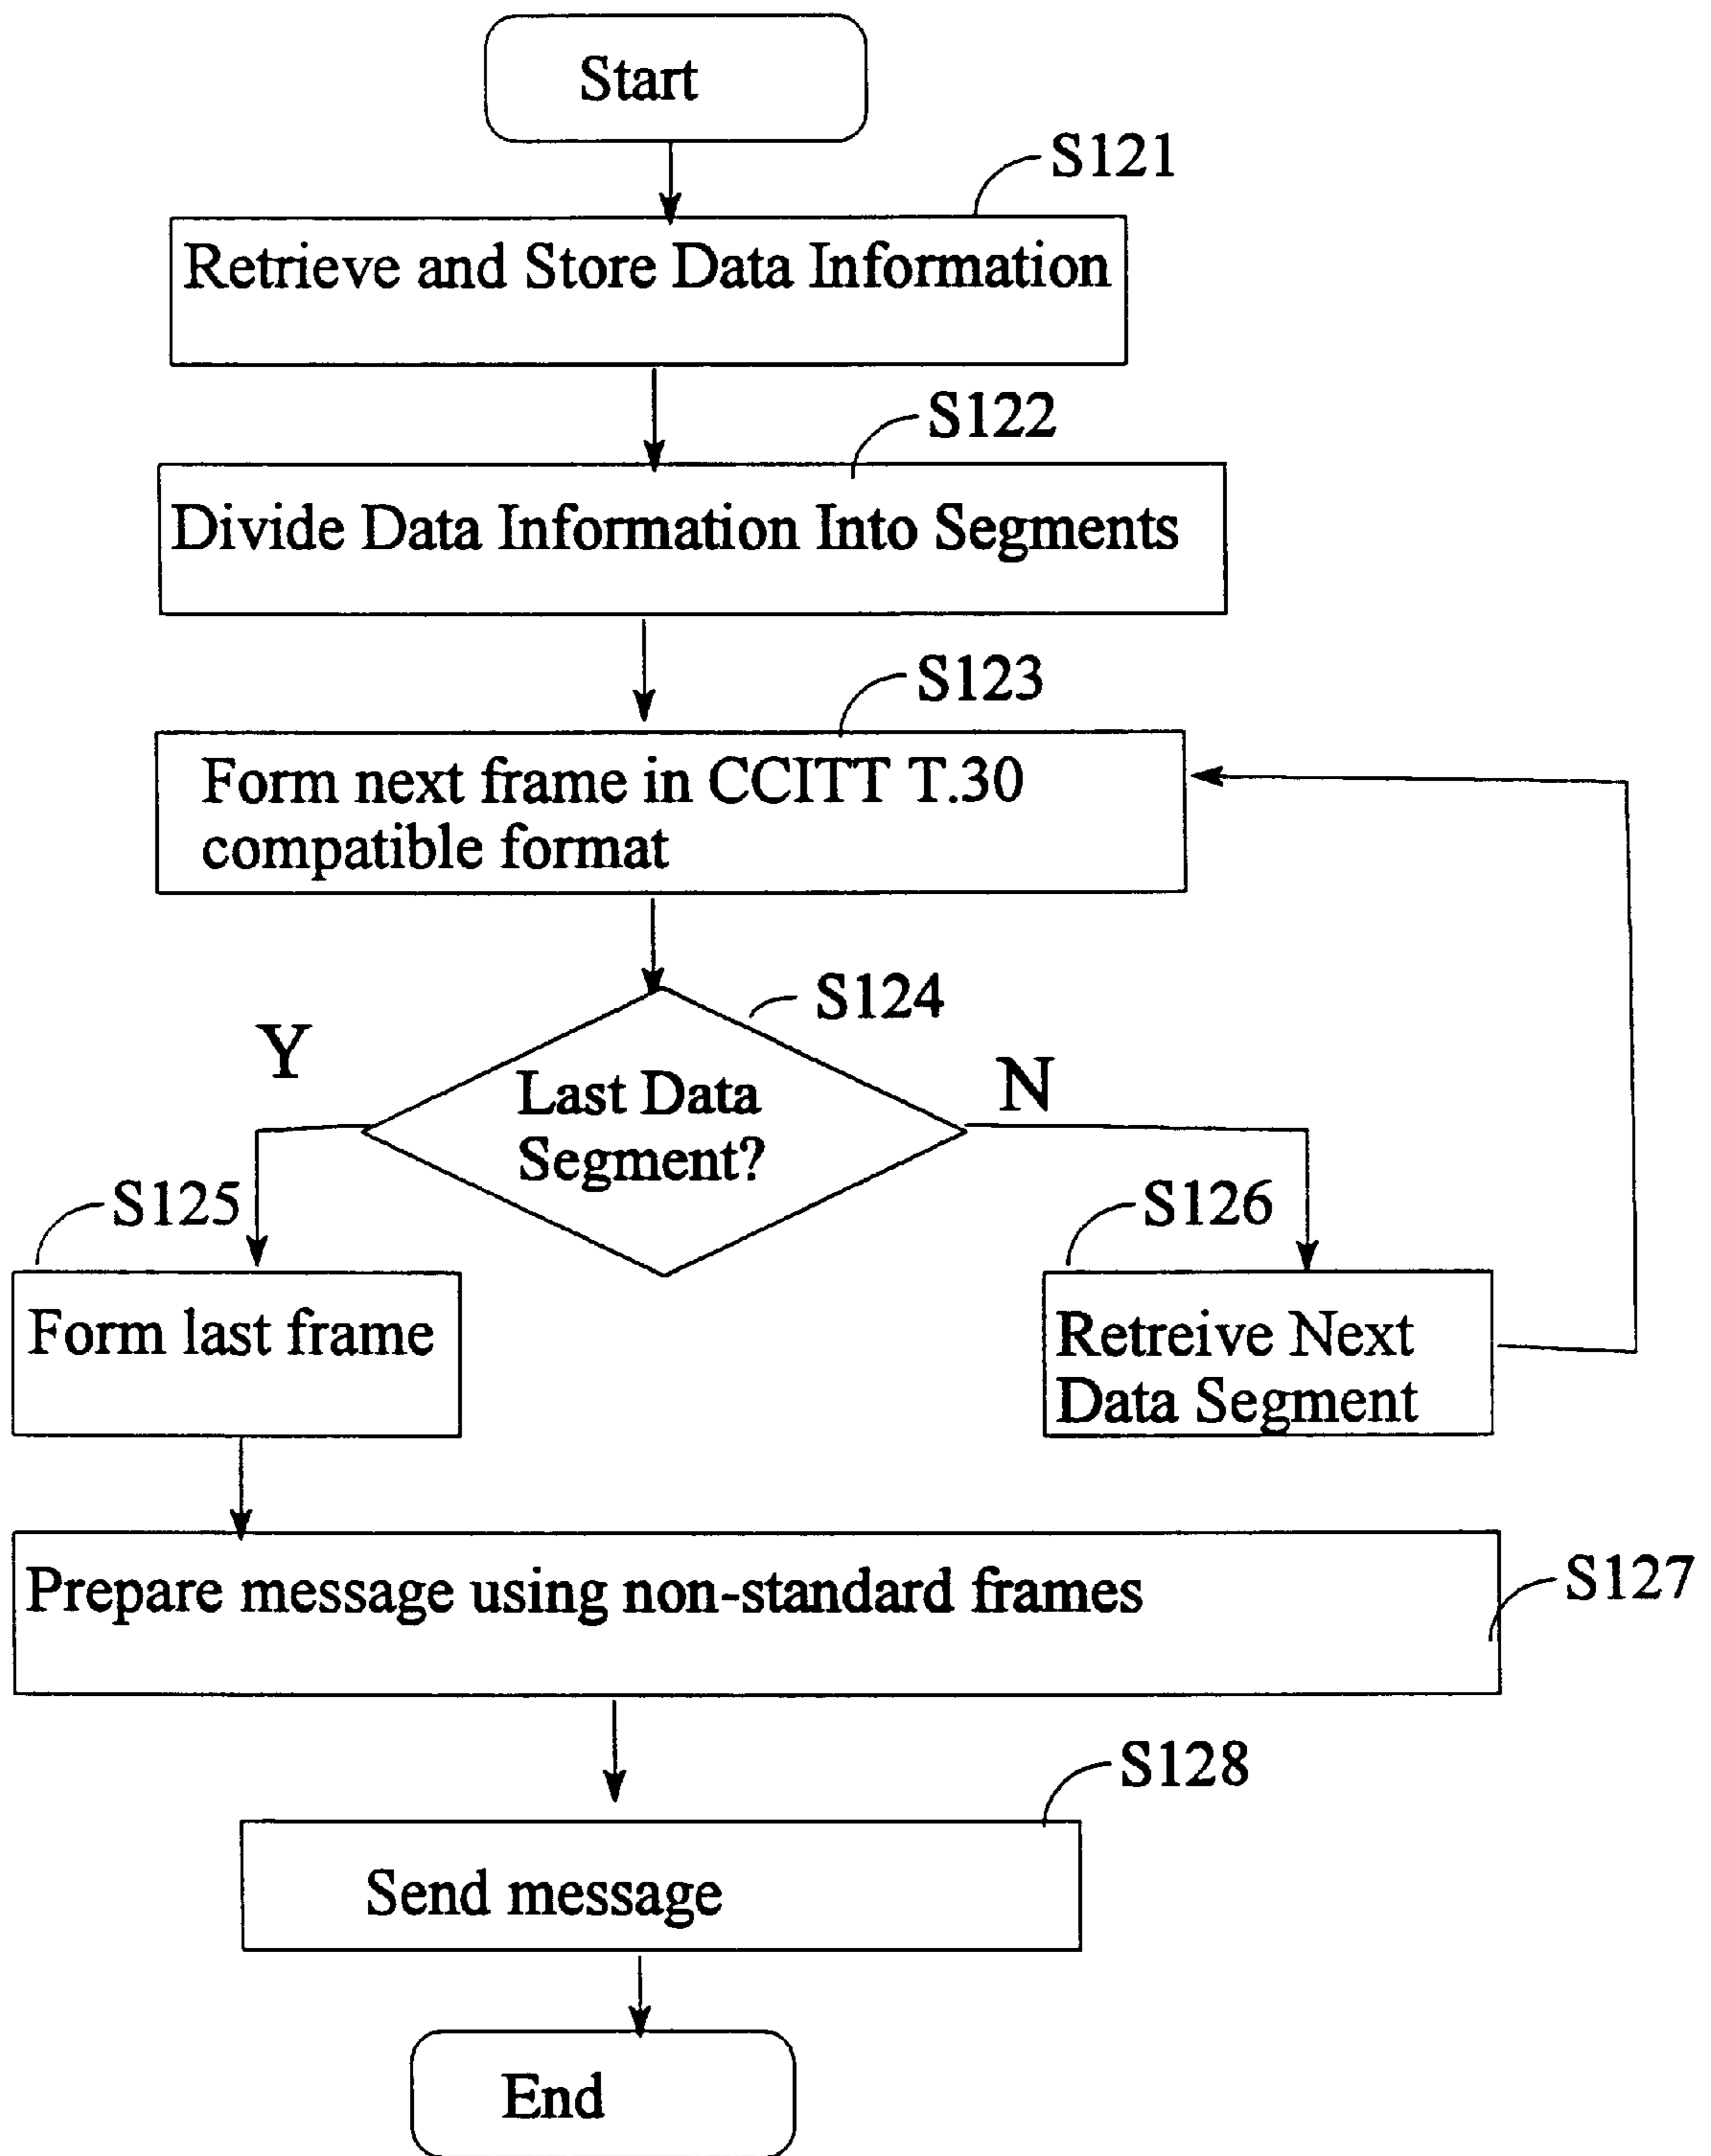 Start
S121
Retrieve and Store Data Information
S122
Divide Data Information Into Segments
S123
Form next frame in CCITT T.30
compatible format
S124
Y
Last Data
Segment?
N
S125
Form last frame
S126
Retreive Next
Data Segment
Prepare message using non-standard frames
S127
S128
Send message
End